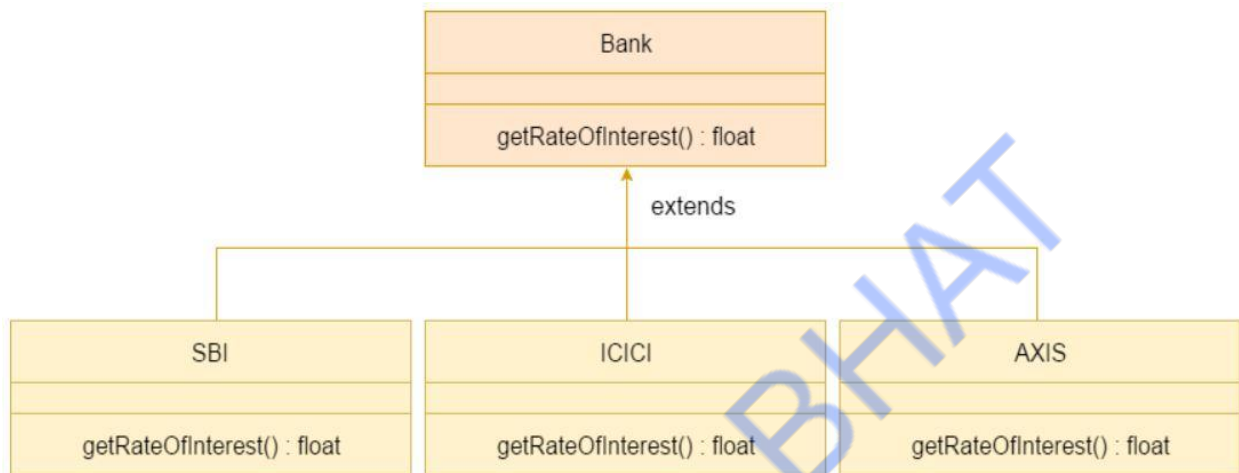 Bank
getRateOfInterest() : float
extends
SBI
ICICI
AXIS
getRateOfInterest() : float
getRateOfInterest() : float
getRateOfInterest() : float
BHAT